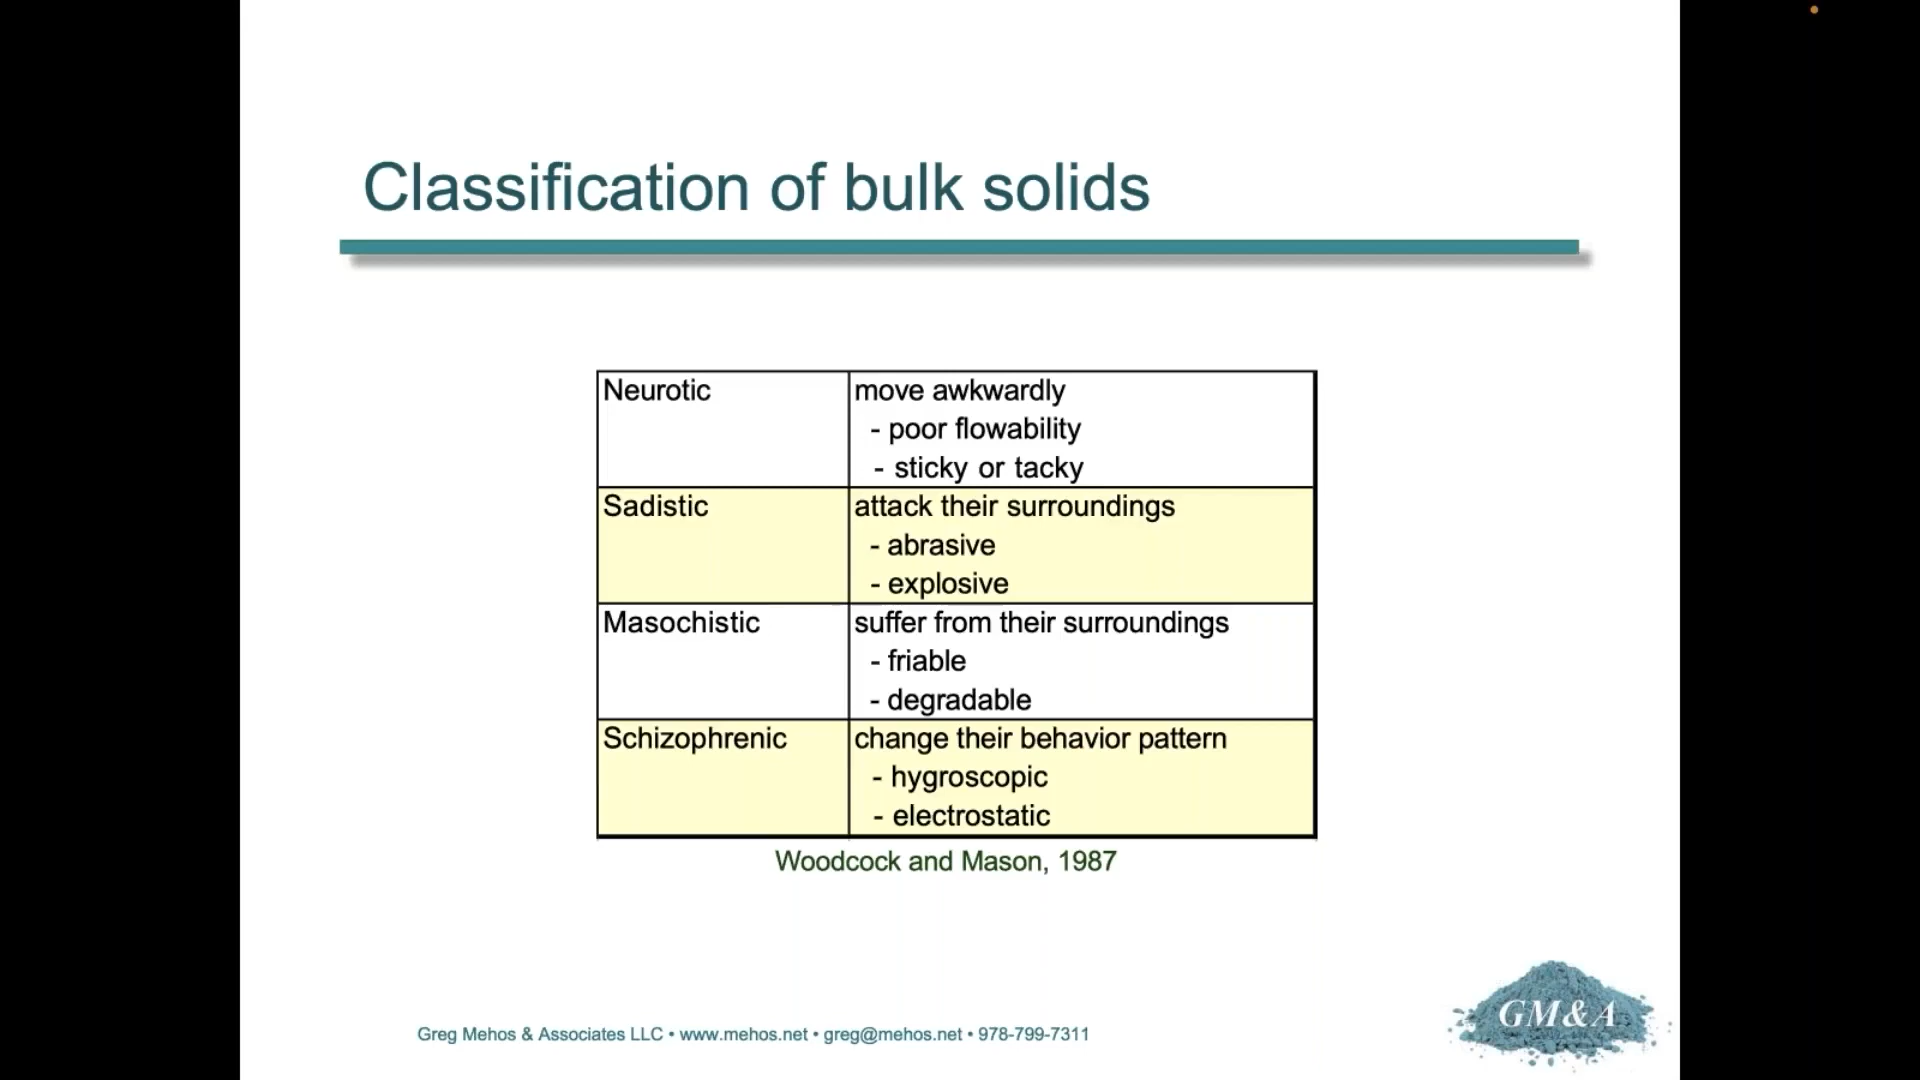 Classification of bulk solids
Neurotic
move awkwardly
- poor flowability
- sticky or tacky
Sadistic
attack their surroundings
- abrasive
- explosive
Masochistic
suffer from their surroundings
- friable
- degradable
Schizophrenic
change their behavior pattern
- hygroscopic
- electrostatic
Woodcock and Mason, 1987
Greg Mehos & Associates LLC • www.mehos.net • greg@mehos.net • 978-799-7311
GM&A